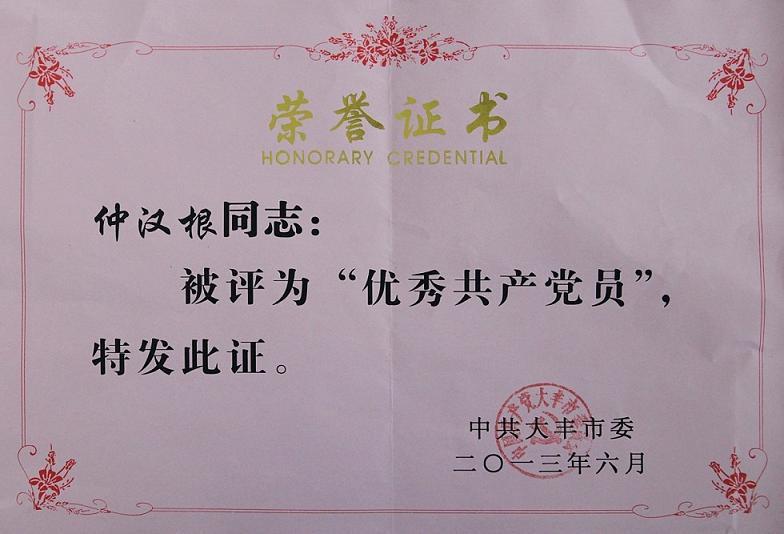 荣誉证书
HONORARY CREDENTIAL
仲汉根同志：
被评为“优秀共产党员”，
特发此证。
中共大丰市委
二〇一三年六月